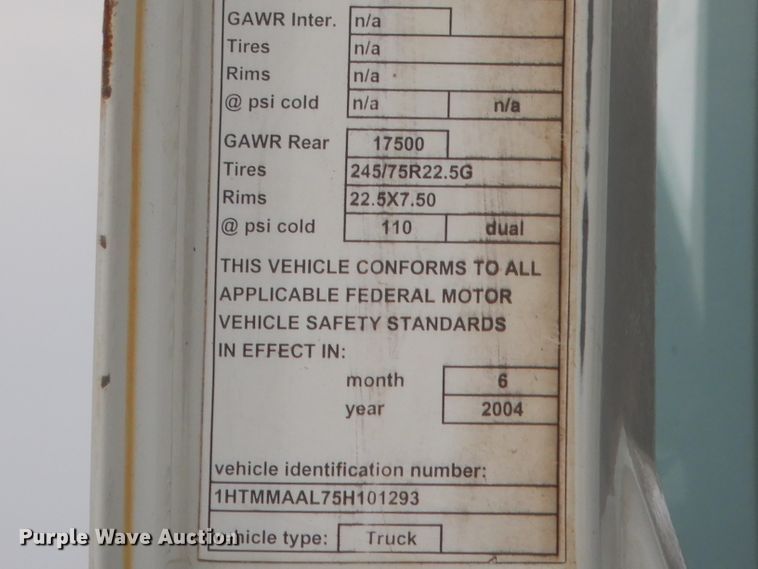 GAWR Inter. n/a
Tires n/a
Rims n/a
@ psi cold n/a n/a
GAWR Rear 17500
Tires 245/75R22.5G
Rims 22.5X7.50
@ psi cold 110 dual
THIS VEHICLE CONFORMS TO ALL
APPLICABLE FEDERAL MOTOR
VEHICLE SAFETY STANDARDS
IN EFFECT IN:
month 6
year 2004
vehicle identification number:
1HTMMAAL75H101293
vehicle type: Truck
Purple Wave Auction